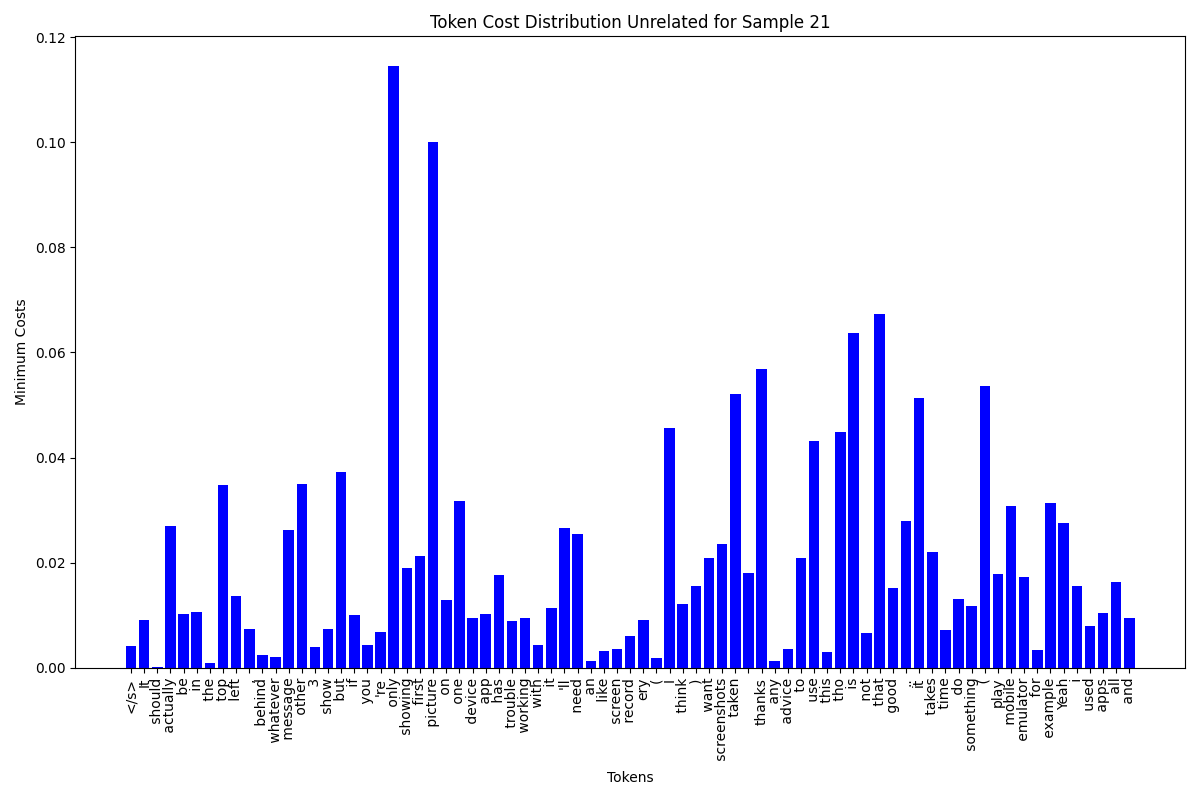 Token Cost Distribution Unrelated for Sample 21
Minimum Costs
0.12
0.10
0.08
0.06
0.04
0.02
0.00
</s>
It
should
actually
be
in
the
top
left
,
behind
whatever
message
other
3
show
but
if
you
're
only
showing
first
picture
on
one
device
app
has
trouble
working
with
it
'll
need
an
like
screen
record
ery
(
I
think
)
want
screenshots
taken
.
thanks
any
advice
to
use
this
tho
is
not
that
good
it
takes
time
do
something
(
play
mobile
emulator
for
example
Yeah
i
used
apps
all
and
Tokens